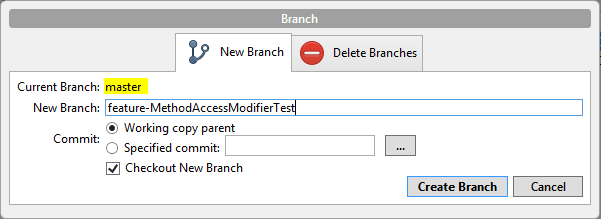 Branch
New Branch
Delete Branches
Current Branch: master
New Branch: feature-MethodAccessModifierTest
Commit:
Working copy parent
Specified commit: ...
Checkout New Branch
Create Branch
Cancel